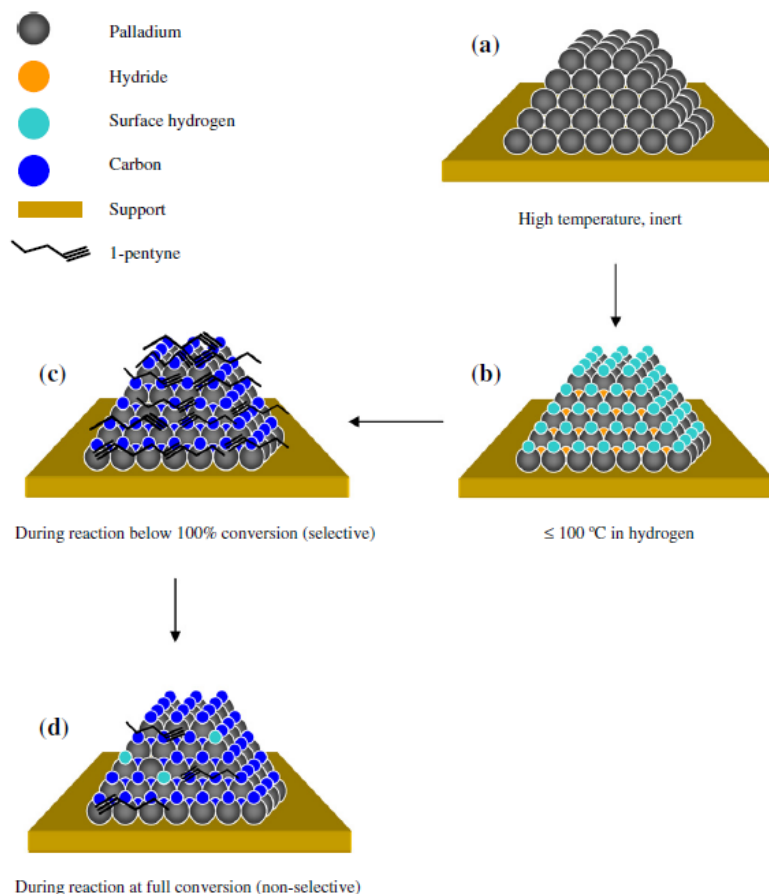 Palladium
Hydride
Surface hydrogen
Carbon
Support
1-pentyne
(a)
High temperature, inert
(b)
≤ 100 °C in hydrogen
(c)
During reaction below 100% conversion (selective)
(d)
During reaction at full conversion (non-selective)